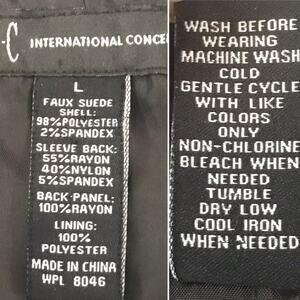 -C INTERNATIONAL CONCE
L
FAUX SUEDE
SHELL:
98% POLYESTER
2% SPANDEX
SLEEVE BACK:
55% RAYON
40% NYLON
5% SPANDEX
BACK PANEL:
100% RAYON
LINING:
100%
POLYESTER
MADE IN CHINA
WPL 8046
WASH BEFORE
WEARING
MACHINE WASH
COLD
GENTLE CYCLE
WITH LIKE
COLORS
ONLY
NON-CHLORINE
BLEACH WHEN
NEEDED
TUMBLE
DRY LOW
COOL IRON
WHEN NEEDED